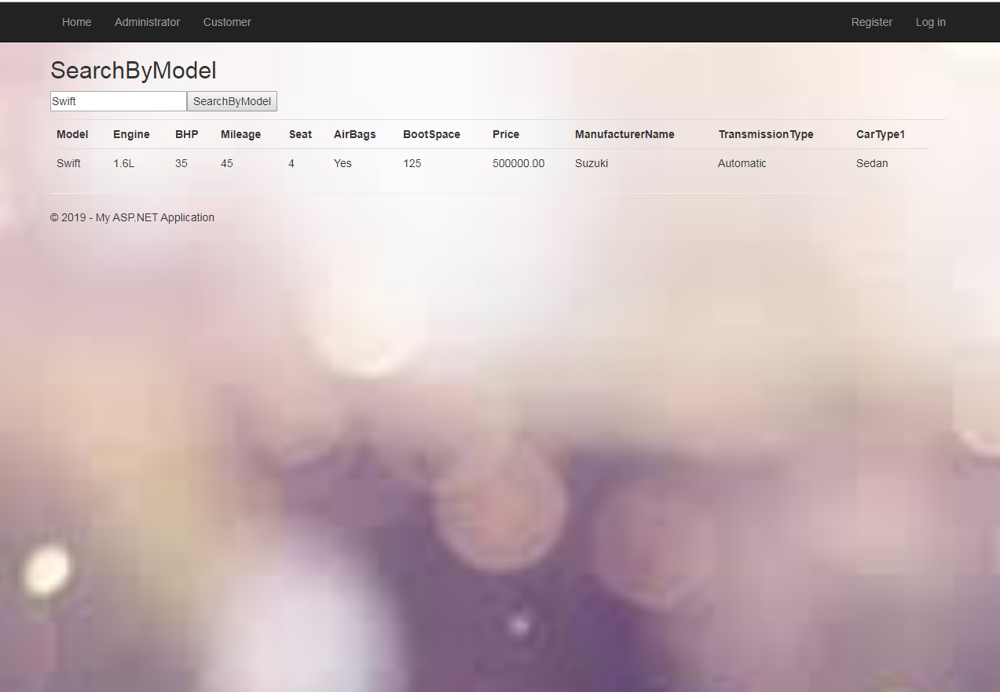 Home Administrator Customer Register Log in
SearchByModel
Swift SearchByModel
Model Engine BHP Mileage Seat AirBags BootSpace Price ManufacturerName TransmissionType CarType1
Swift 1.6L 35 45 4 Yes 125 500000.00 Suzuki Automatic Sedan
© 2019 - My ASP.NET Application